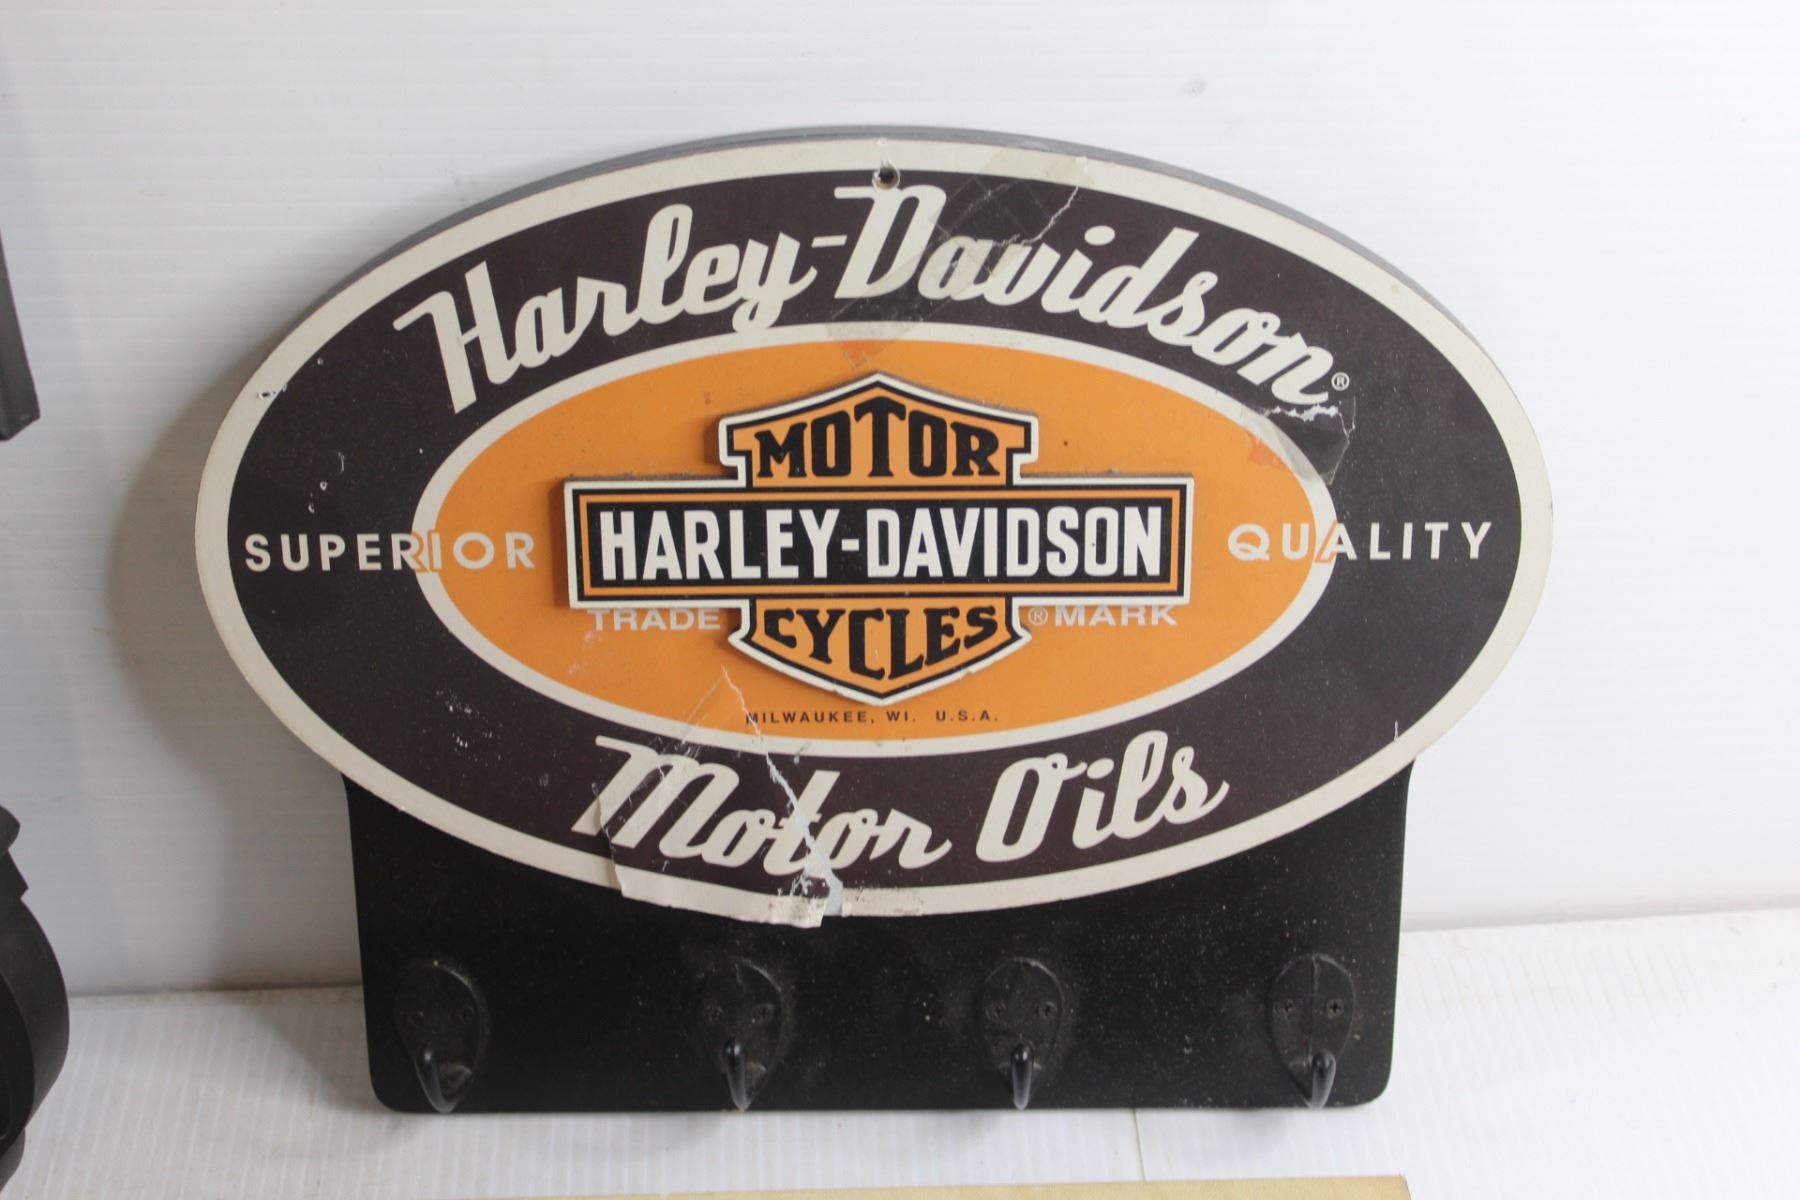 Harley-Davidson®
MOTOR
SUPERIOR HARLEY-DAVIDSON QUALITY
TRADE CYCLES ® MARK
MILWAUKEE, WI. U.S.A.
Motor Oils